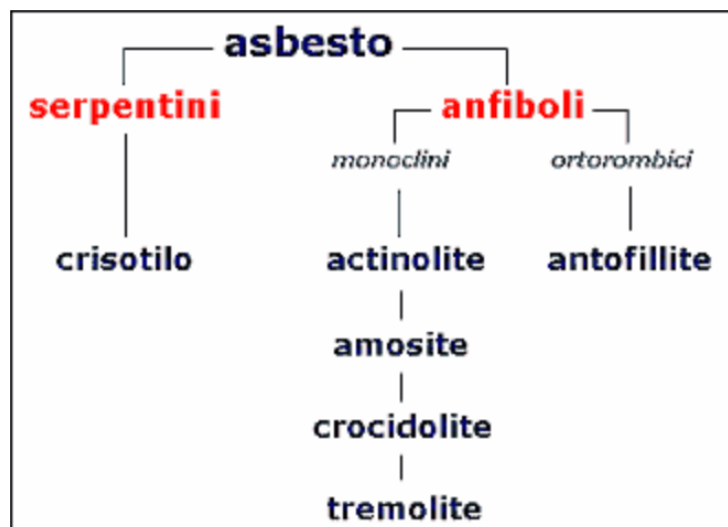 asbesto
serpentini anfiboli
monoclini ortorombici
crisotilo actinolite antofillite
amosite
crocidolite
tremolite